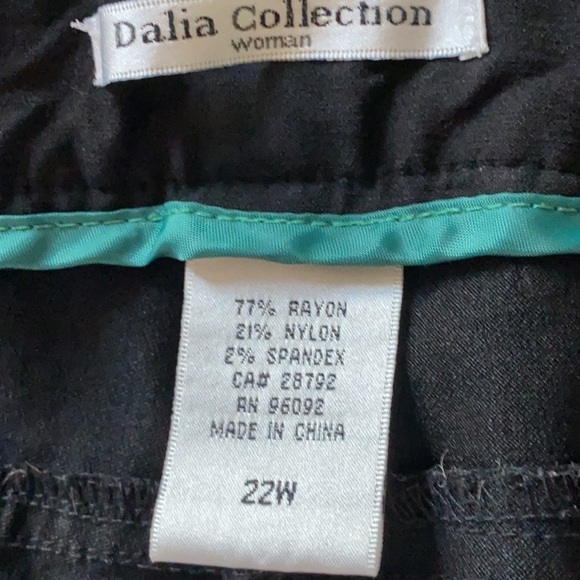 Dalia Collection
Woman
77% RAYON
21% NYLON
2% SPANDEX
CA# 28792
RN 96092
MADE IN CHINA
22W